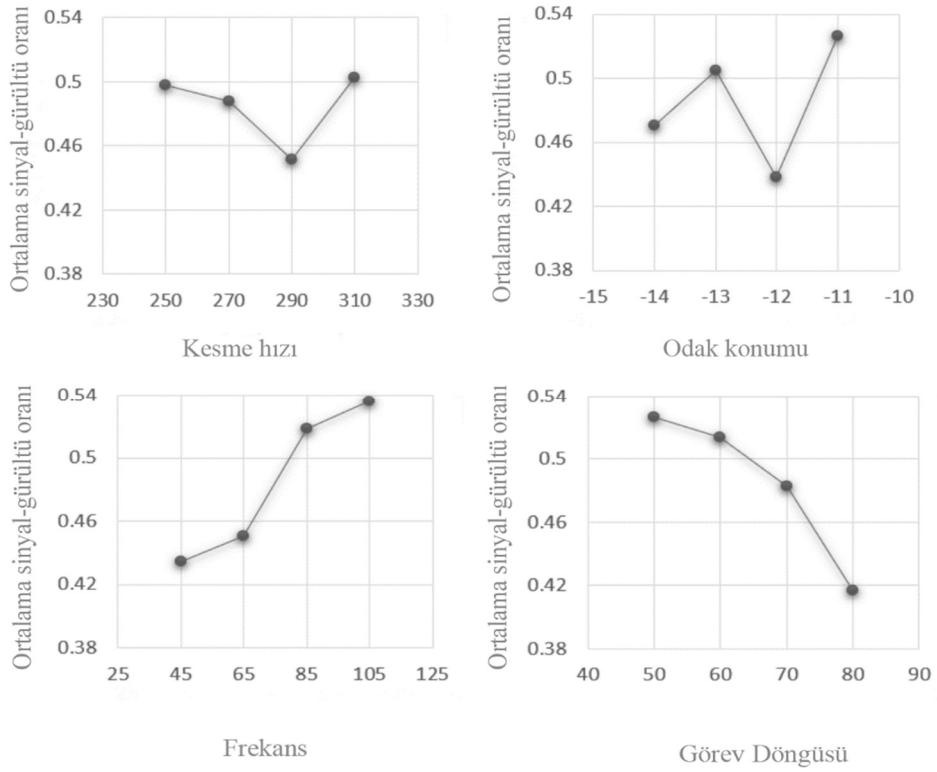 Ortalama sinyal-gürültü oranı
0.54
0.5
0.46
0.42
0.38
230 250 270 290 310 330
Kesme hızı
Ortalama sinyal-gürültü oranı
0.54
0.5
0.46
0.42
0.38
-15 -14 -13 -12 -11 -10
Odak konumu
Ortalama sinyal-gürültü oranı
0.54
0.5
0.46
0.42
0.38
25 45 65 85 105 125
Frekans
Ortalama sinyal-gürültü oranı
0.54
0.5
0.46
0.42
0.38
40 50 60 70 80 90
Görev Döngüsü